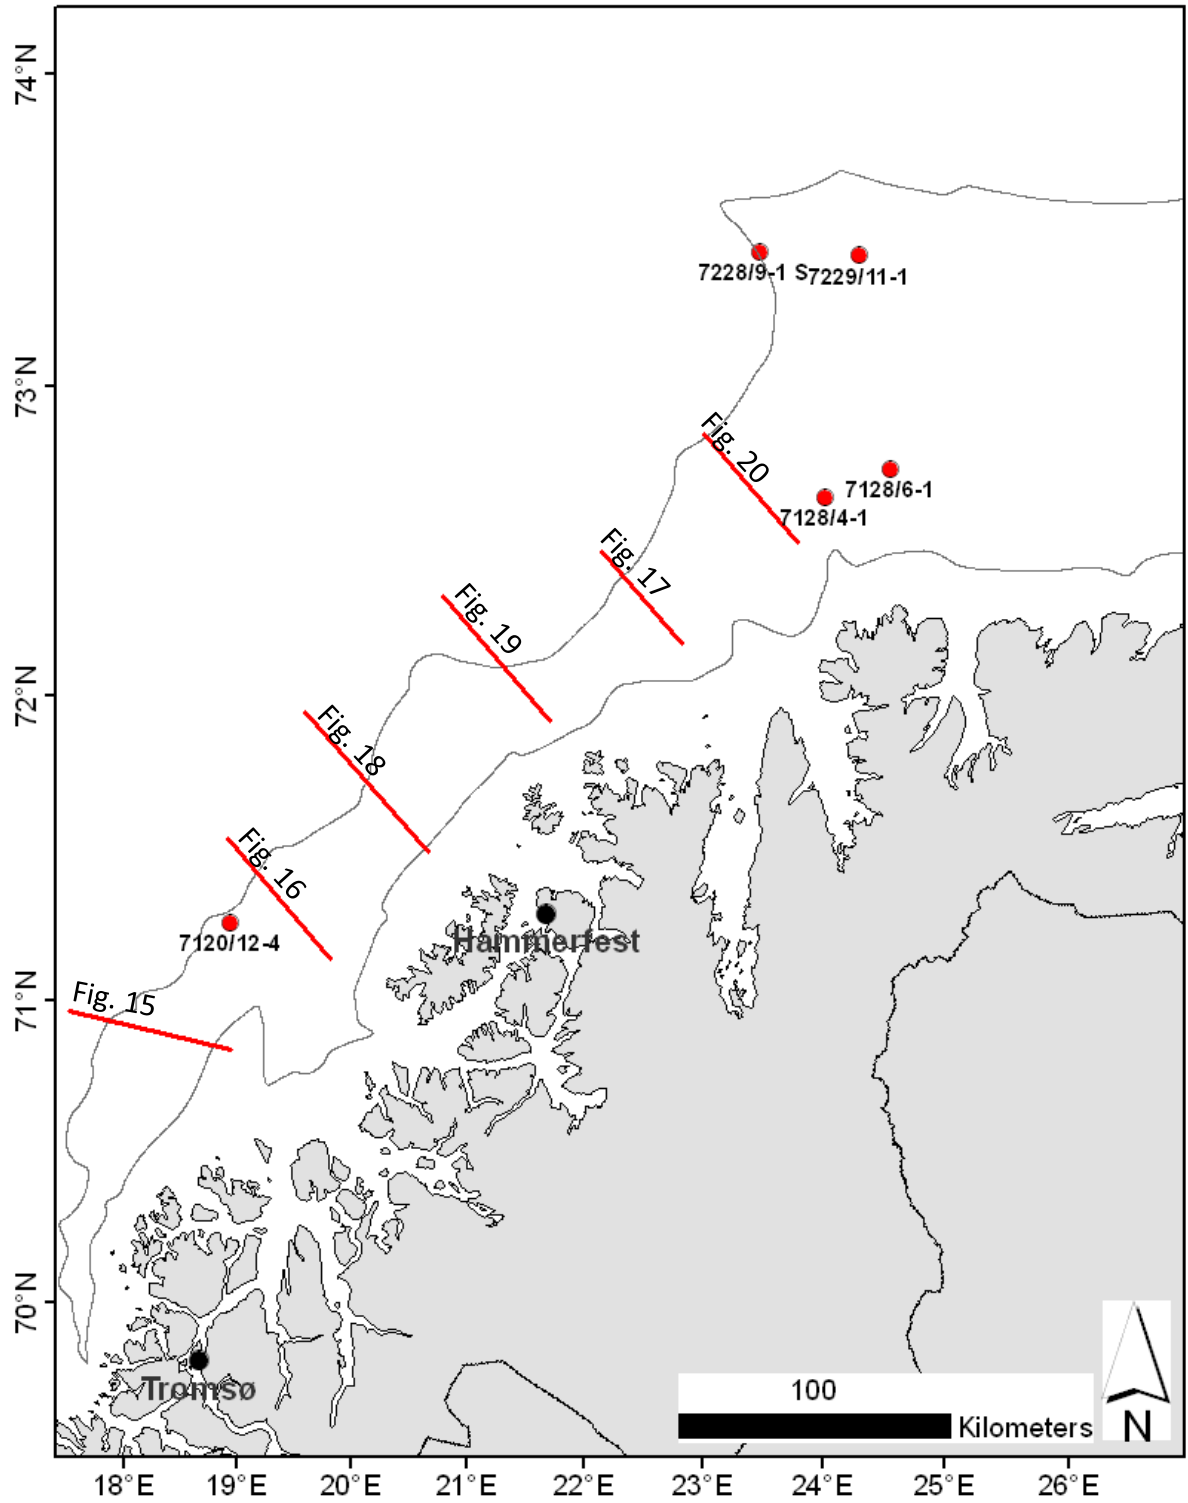 74°N
7228/9-1 S
7229/11-1
73°N
Fig. 20
7128/6-1
7128/4-1
Fig. 17
Fig. 19
72°N
Fig. 18
Fig. 16
Hammerfest
7120/12-4
71°N
Fig. 15
70°N
Tromsø
100
Kilometers
N
18°E
19°E
20°E
21°E
22°E
23°E
24°E
25°E
26°E